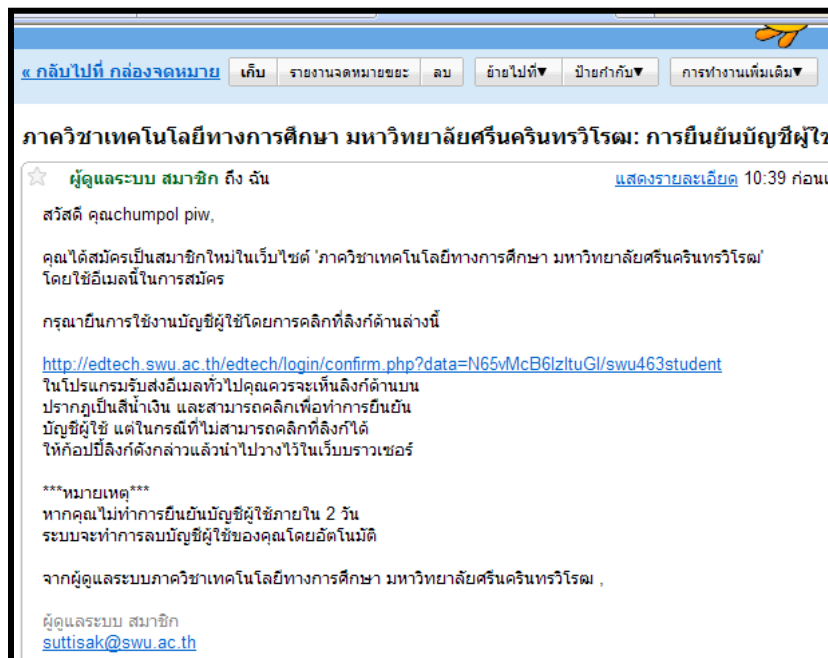 « กลับไปที่ กล่องจดหมาย เก็บ รายงานจดหมายขยะ ลบ ย้ายไปที่▼ ป้ายกำกับ▼ การทำงานเพิ่มเติม▼
ภาควิชาเทคโนโลยีทางการศึกษา มหาวิทยาลัยศรีนครินทรวิโรฒ: การยืนยันบัญชีผู้ใช
ผู้ดูแลระบบ สมาชิก ถึง ฉัน แสดงรายละเอียด 10:39 ก่อนเ
สวัสดี คุณchumpol piw,
คุณได้สมัครเป็นสมาชิกใหม่ในเว็บไซต์ 'ภาควิชาเทคโนโลยีทางการศึกษา มหาวิทยาลัยศรีนครินทรวิโรฒ'
โดยใช้อีเมลนี้ในการสมัคร
กรุณายืนการใช้งานบัญชีผู้ใช้โดยการคลิกที่ลิงก์ด้านล่างนี้
http://edtech.swu.ac.th/edtech/login/confirm.php?data=N65vMcB6lzltuGl/swu463student
ในโปรแกรมรับส่งอีเมลทั่วไปคุณควรจะเห็นลิงก์ด้านบน
ปรากฏเป็นสีน้ำเงิน และสามารถคลิกเพื่อทำการยืนยัน
บัญชีผู้ใช้ แต่ในกรณีที่ไม่สามารถคลิกที่ลิงก์ได้
ให้ก๊อปปี้ลิงก์ดังกล่าวแล้วนำไปวางไว้ในเว็บบราวเซอร์
***หมายเหตุ***
หากคุณไม่ทำการยืนยันบัญชีผู้ใช้ภายใน 2 วัน
ระบบจะทำการลบบัญชีผู้ใช้ของคุณโดยอัตโนมัติ
จากผู้ดูแลระบบภาควิชาเทคโนโลยีทางการศึกษา มหาวิทยาลัยศรีนครินทรวิโรฒ ,
ผู้ดูแลระบบ สมาชิก
suttisak@swu.ac.th